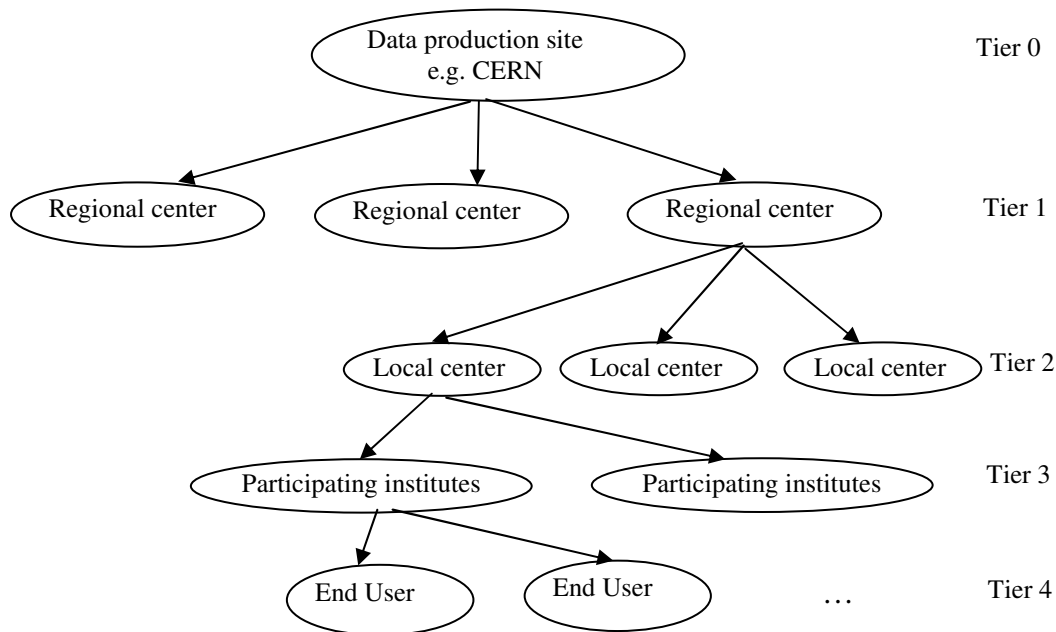 Data production site
e.g. CERN
Tier 0
Regional center
Regional center
Regional center
Tier 1
Local center
Local center
Local center
Tier 2
Participating institutes
Participating institutes
Tier 3
End User
End User
…
Tier 4